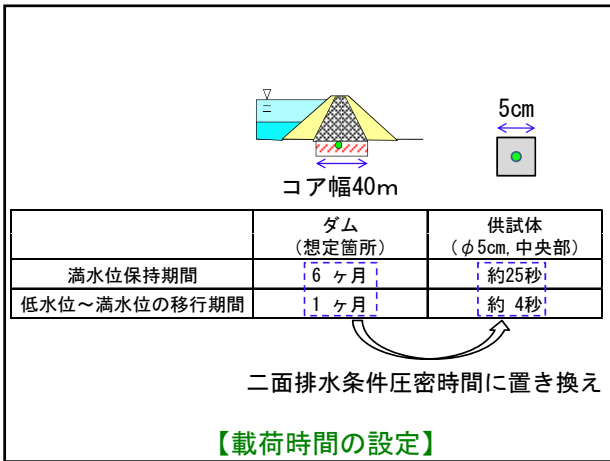 5cm
コア幅40m
ダム 供試体
(想定箇所) (φ5cm, 中央部)
満水位保持期間 6 ヶ月 約25秒
低水位～満水位の移行期間 1 ヶ月 約 4秒
二面排水条件圧密時間に置き換え
【載荷時間の設定】